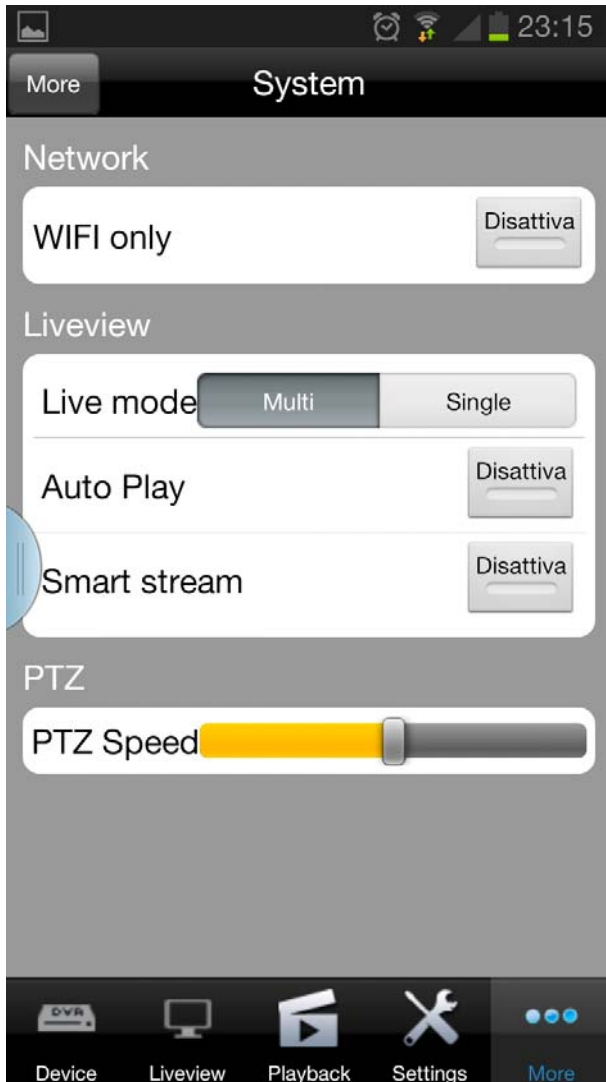 23:15
More System
Network
WIFI only Disattiva
Liveview
Live mode Multi Single
Auto Play Disattiva
Smart stream Disattiva
PTZ
PTZ Speed
DVR
Device Liveview Playback Settings More